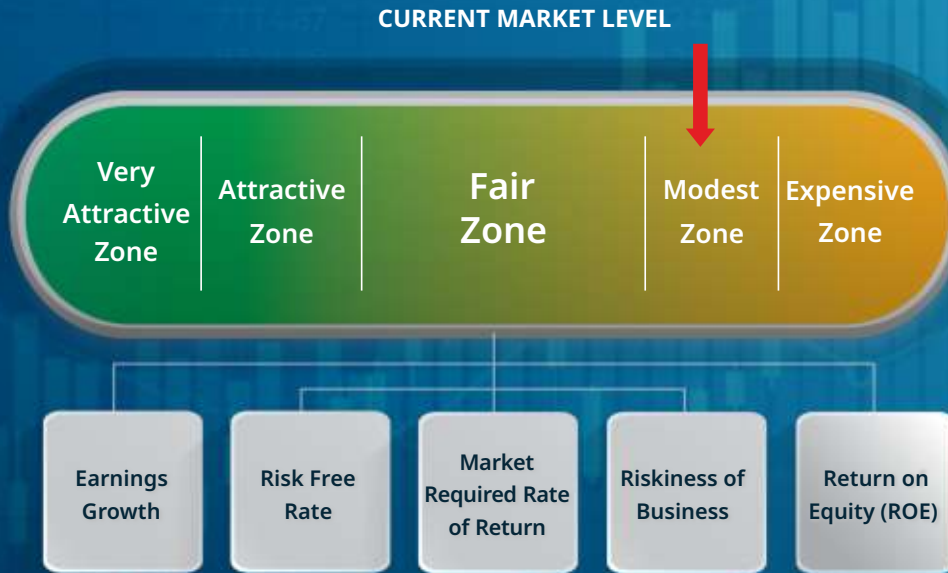 CURRENT MARKET LEVEL
Very
Attractive
Zone
Attractive
Zone
Fair
Zone
Modest
Zone
Expensive
Zone
Earnings
Growth
Risk Free
Rate
Market
Required Rate
of Return
Riskiness of
Business
Return on
Equity (ROE)